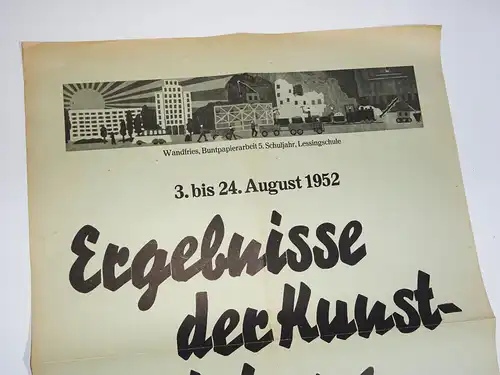 Wandfries, Buntpapierarbeit 5. Schuljahr, Lessingschule
3. bis 24. August 1952
Ergebnisse
der Kunst-